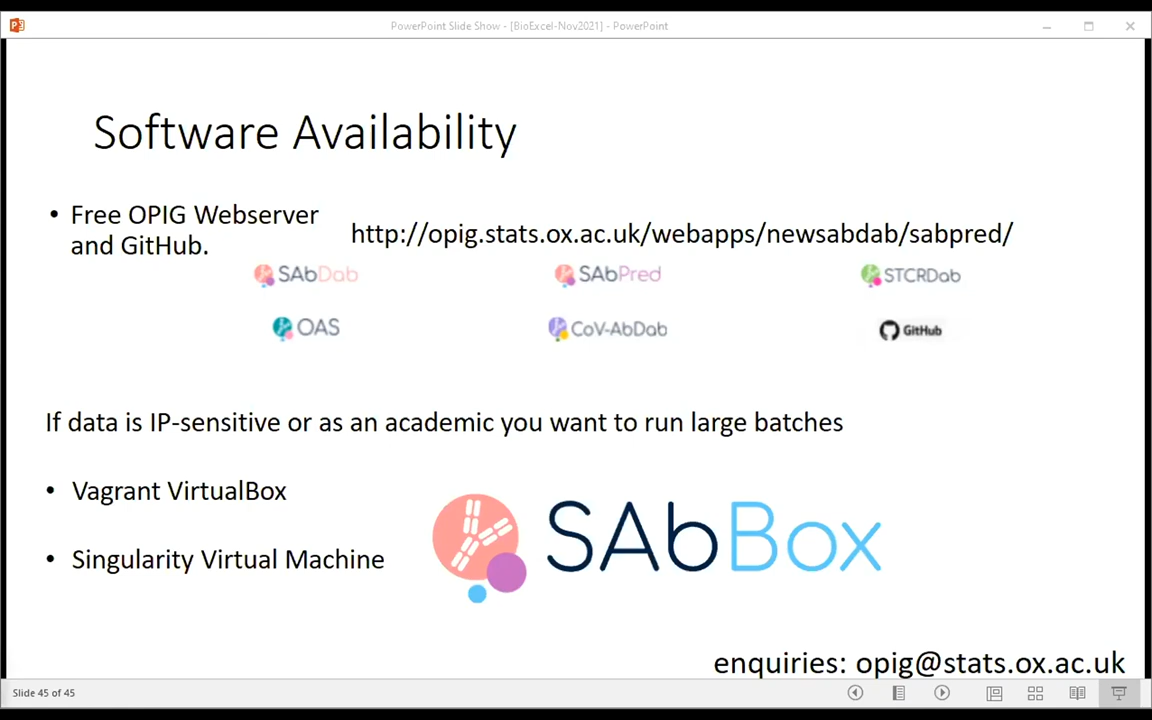 PowerPoint Slide Show - [BioExcel-Nov2021] - PowerPoint
Software Availability
• Free OPIG Webserver
and GitHub.
http://opig.stats.ox.ac.uk/webapps/newsabdab/sabpred/
SAbDab
SAbPred
STCRDab
OAS
CoV-AbDab
GitHub
If data is IP-sensitive or as an academic you want to run large batches
• Vagrant VirtualBox
• Singularity Virtual Machine
SAbBox
enquiries: opig@stats.ox.ac.uk
Slide 45 of 45